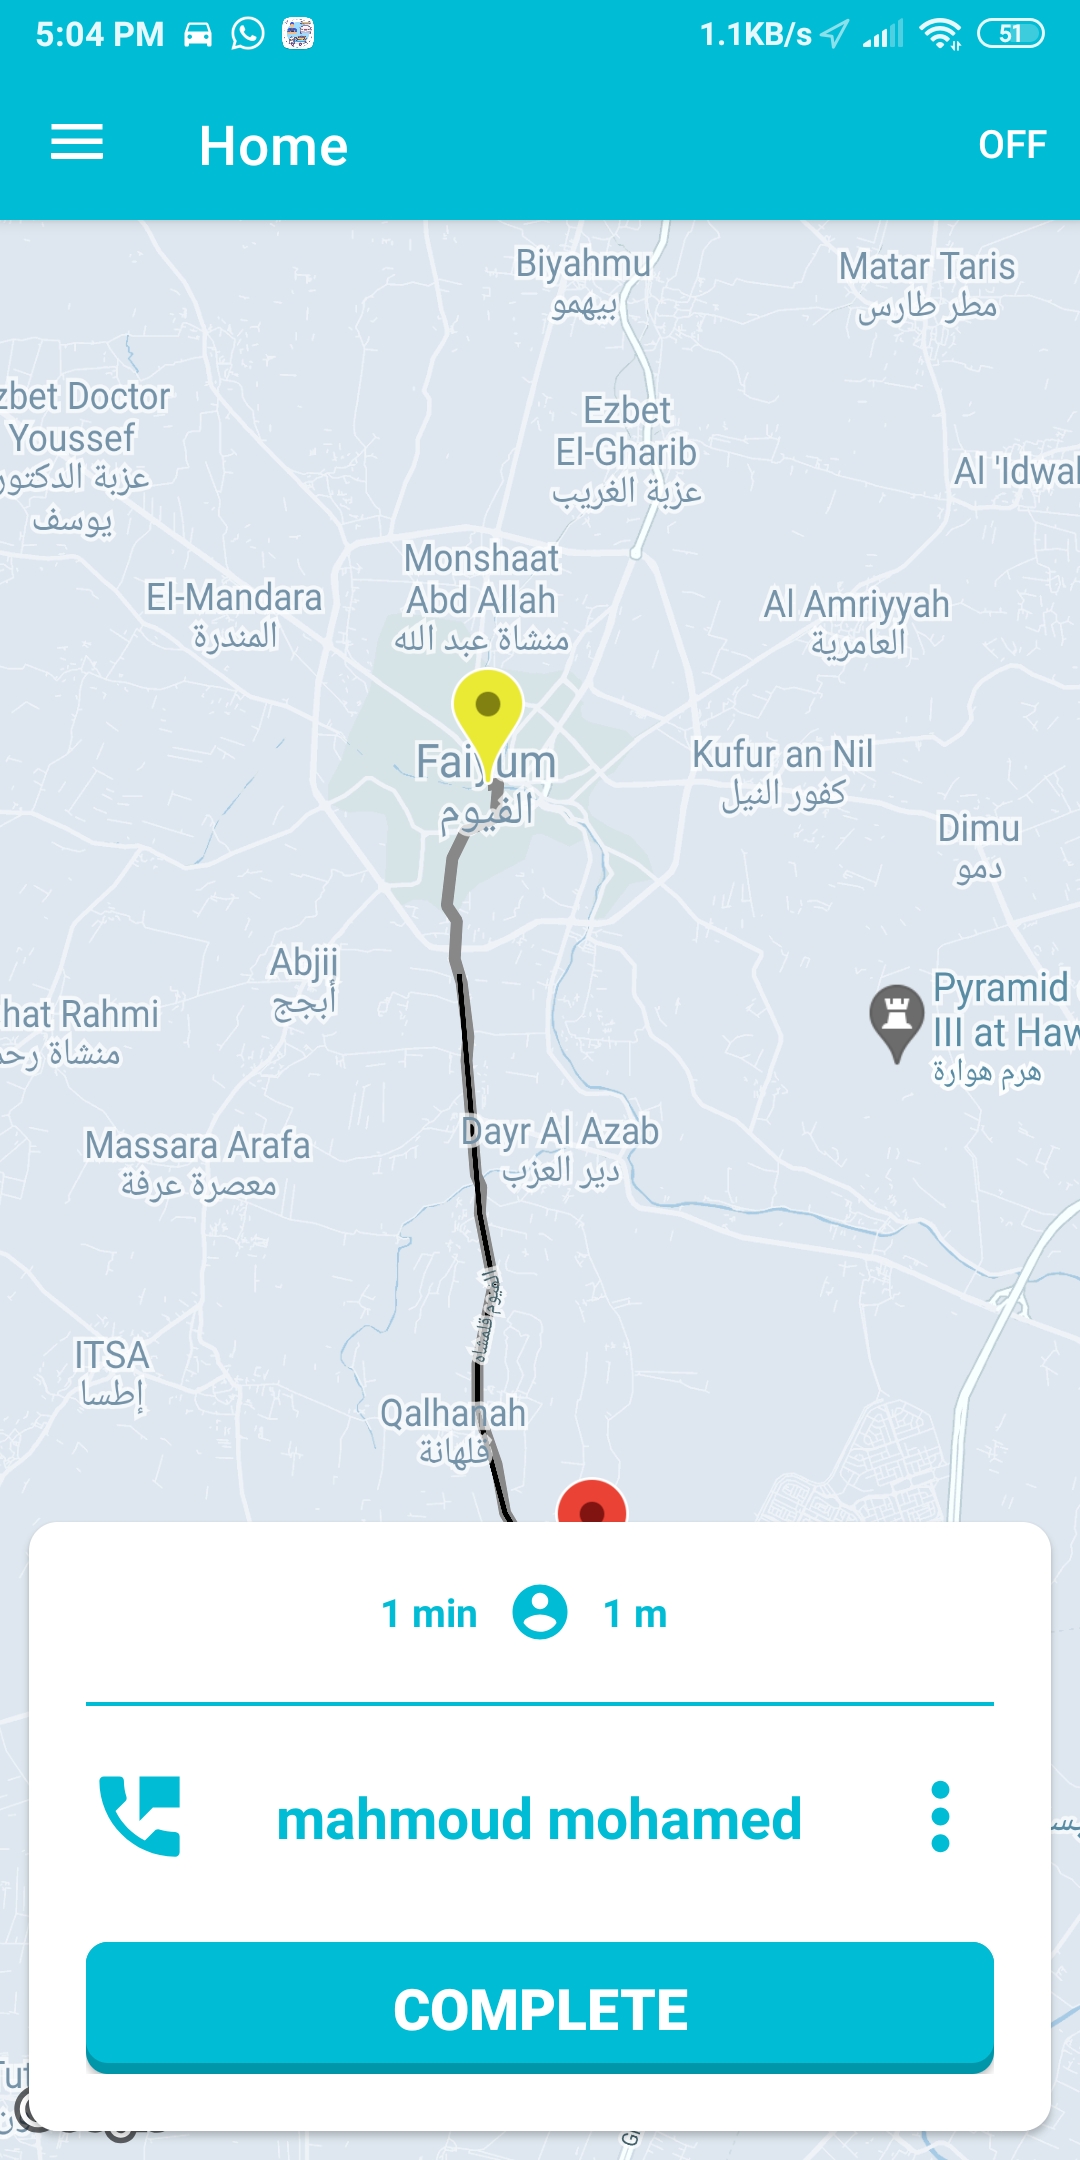 5:04 PM
1.1KB/s
51
Home
OFF
Biyahmu
بيهمو
Matar Taris
مطر طارس
zbet Doctor
Youssef
عزبة الدكتور
يوسف
Ezbet
El-Gharib
عزبة الغريب
Al 'Idwah
Monshaat
Abd Allah
منشاة عبد الله
El-Mandara
المندرة
Al Amriyyah
العامرية
Faiyum
الفيوم
Kufur an Nil
كفور النيل
Dimu
دمو
Abjij
أبجج
Pyramid
III at Haw
هرم هوارة
hat Rahmi
منشاة رحم
Dayr Al Azab
دير العزب
Massara Arafa
معصرة عرفة
الفيوم/قلمشاه
ITSA
إطسا
Qalhanah
قلهانة
1 min
1 m
mahmoud mohamed
COMPLETE